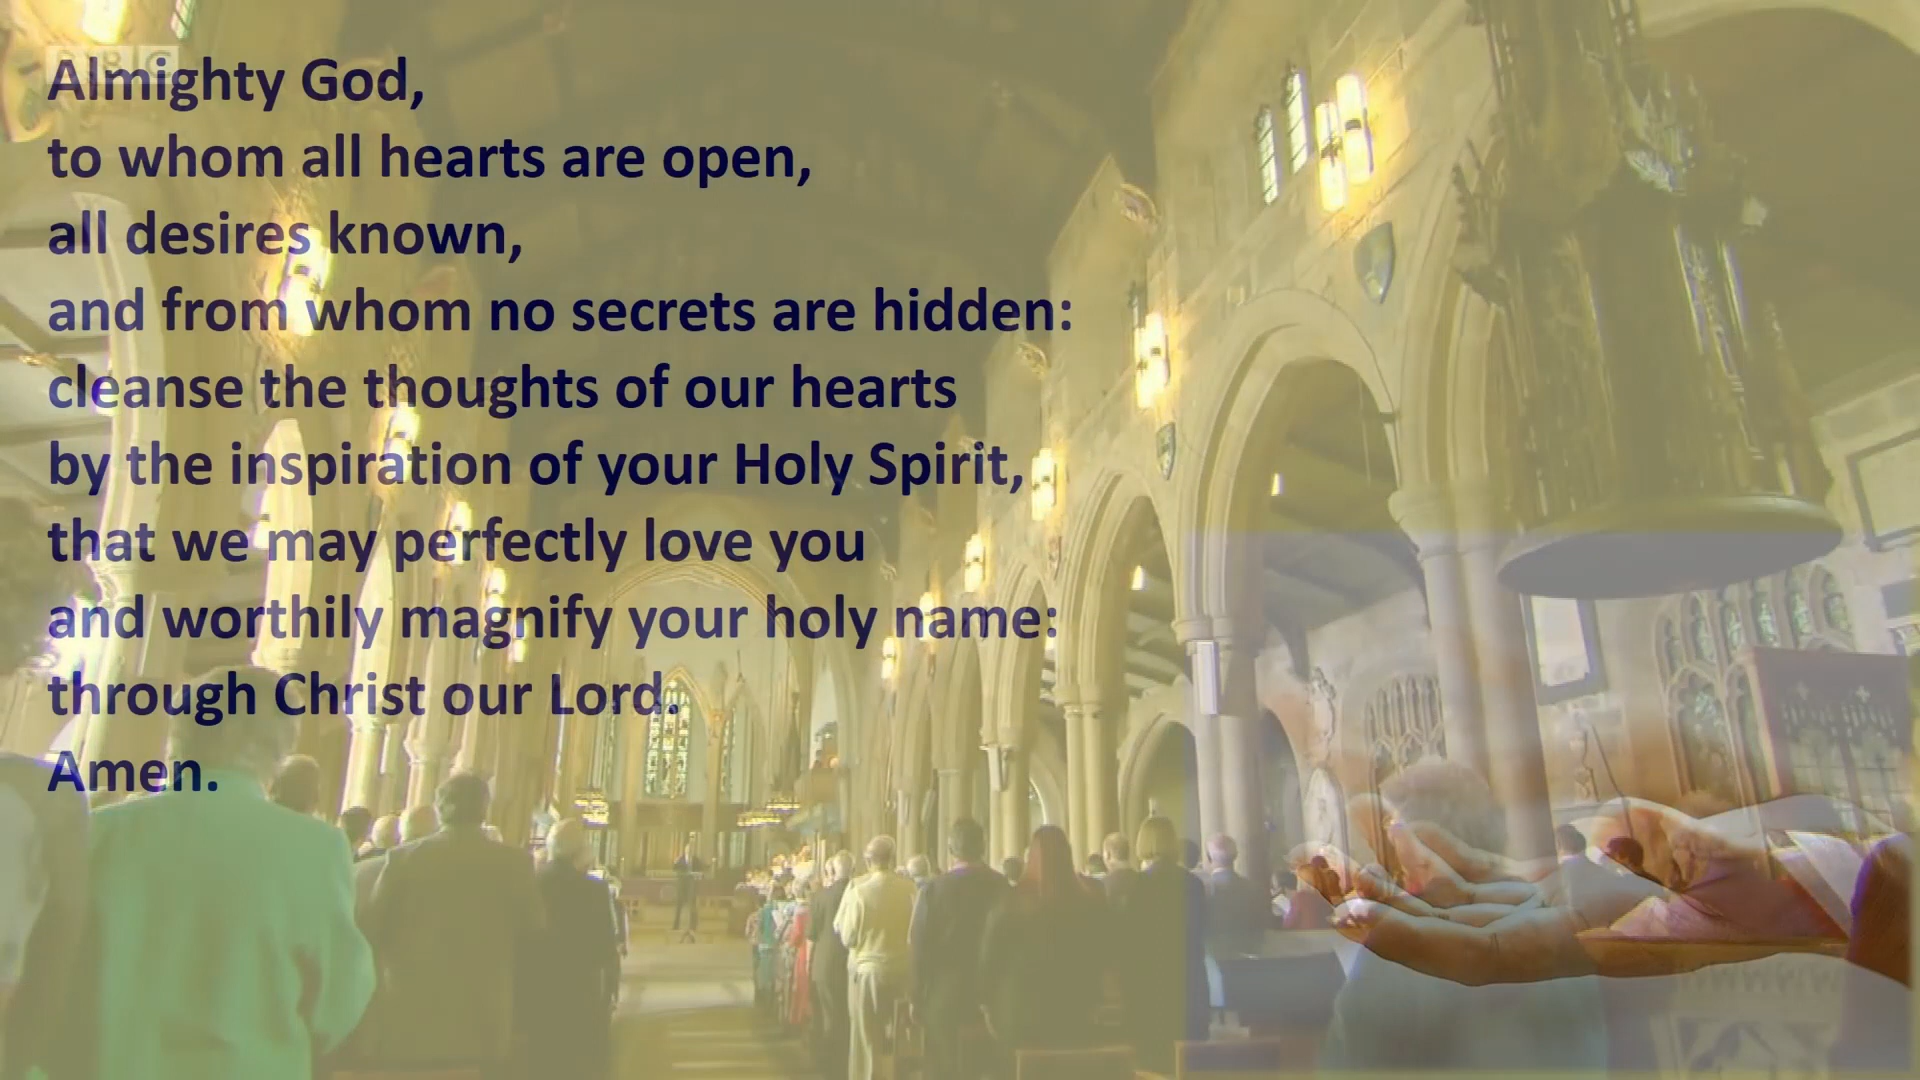 BBC
Almighty God,
to whom all hearts are open,
all desires known,
and from whom no secrets are hidden:
cleanse the thoughts of our hearts
by the inspiration of your Holy Spirit,
that we may perfectly love you
and worthily magnify your holy name:
through Christ our Lord.
Amen.